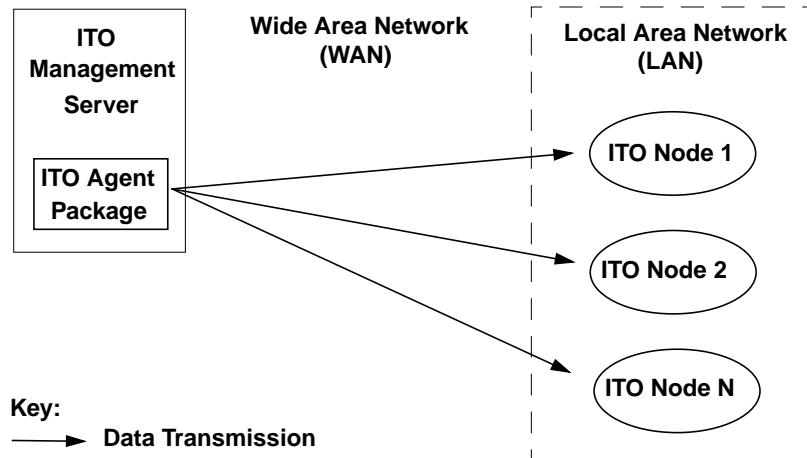 ITO
Management
Server
ITO Agent
Package
Wide Area Network
(WAN)
Local Area Network
(LAN)
ITO Node 1
ITO Node 2
ITO Node N
Key:
Data Transmission